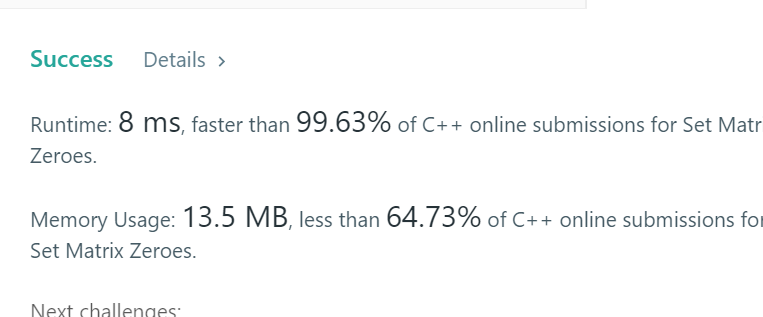 Success Details >
Runtime: 8 ms, faster than 99.63% of C++ online submissions for Set Matr
Zeroes.
Memory Usage: 13.5 MB, less than 64.73% of C++ online submissions for
Set Matrix Zeroes.
Next challenges: